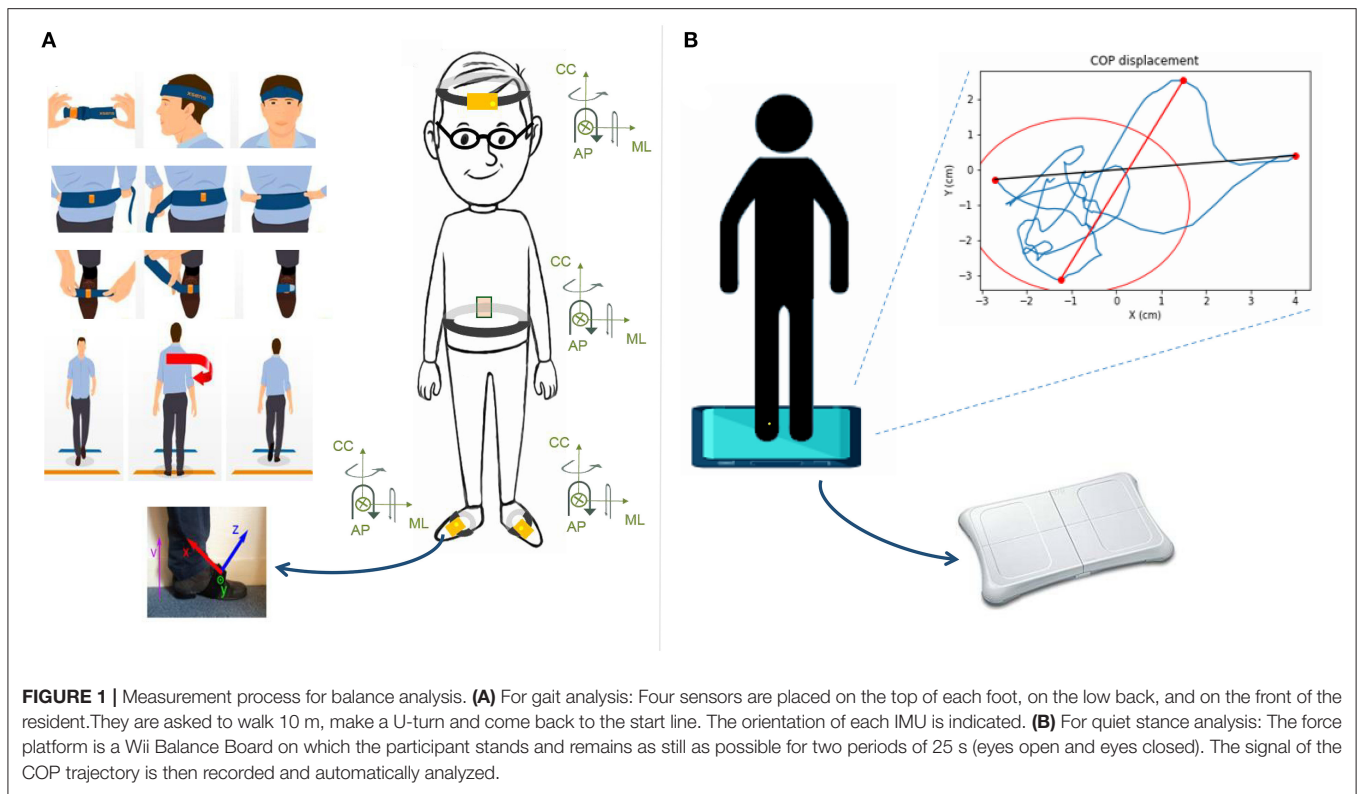 A
xsens
CC
AP
ML
CC
AP
ML
CC
AP
ML
CC
AP
ML
V
x
z
y
B
COP displacement
Y (cm)
2
1
0
−1
−2
−3
−3
−2
−1
0
1
2
3
4
X (cm)
FIGURE 1 | Measurement process for balance analysis. (A) For gait analysis: Four sensors are placed on the top of each foot, on the low back, and on the front of the
resident.They are asked to walk 10 m, make a U-turn and come back to the start line. The orientation of each IMU is indicated. (B) For quiet stance analysis: The force
platform is a Wii Balance Board on which the participant stands and remains as still as possible for two periods of 25 s (eyes open and eyes closed). The signal of the
COP trajectory is then recorded and automatically analyzed.